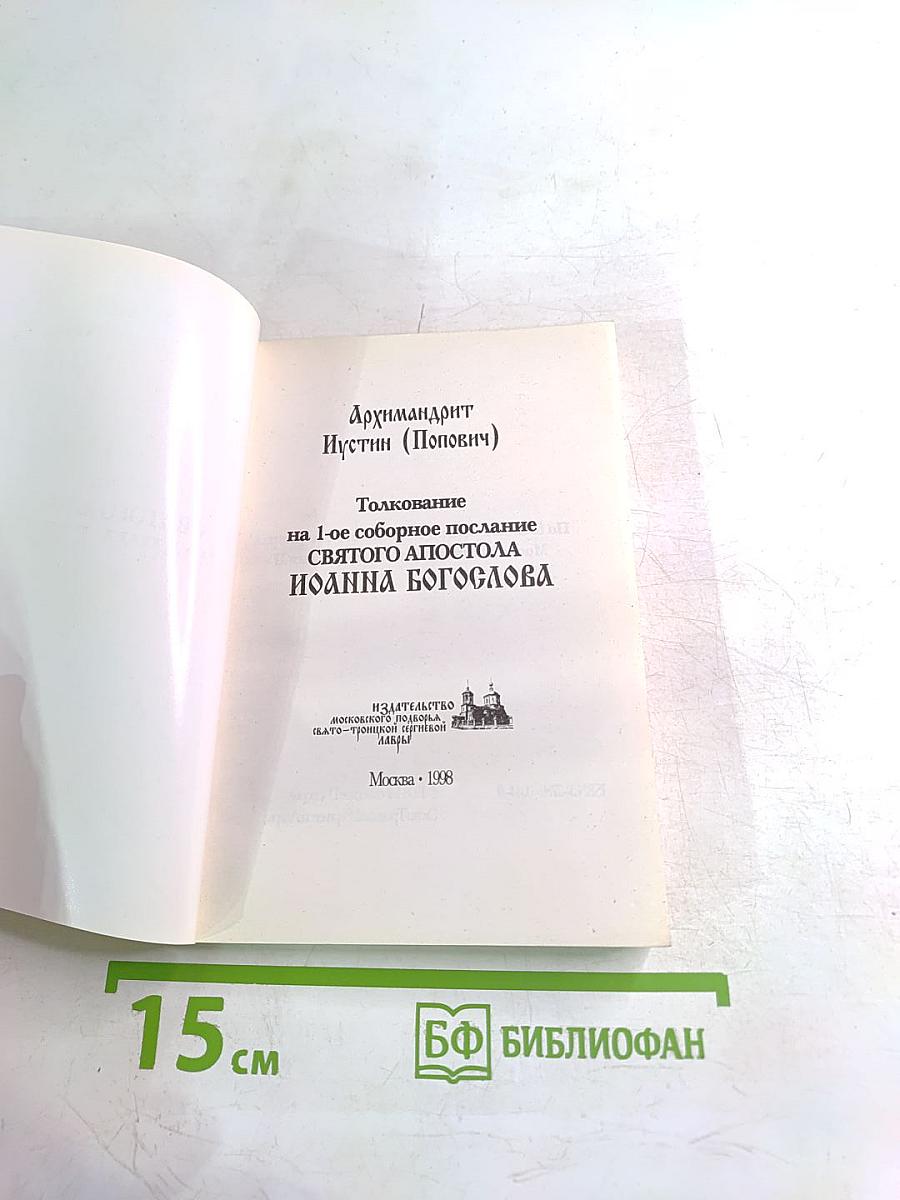 Архимандрит
Иустин (Попович)
Толкование
на 1-ое соборное послание
СВЯТОГО АПОСТОЛА
ИОАННА БОГОСЛОВА
издательство
московского подворья
свято-троицкой сергиевой
лавры
Москва • 1998
15 см
БФ БИБЛИОФАН